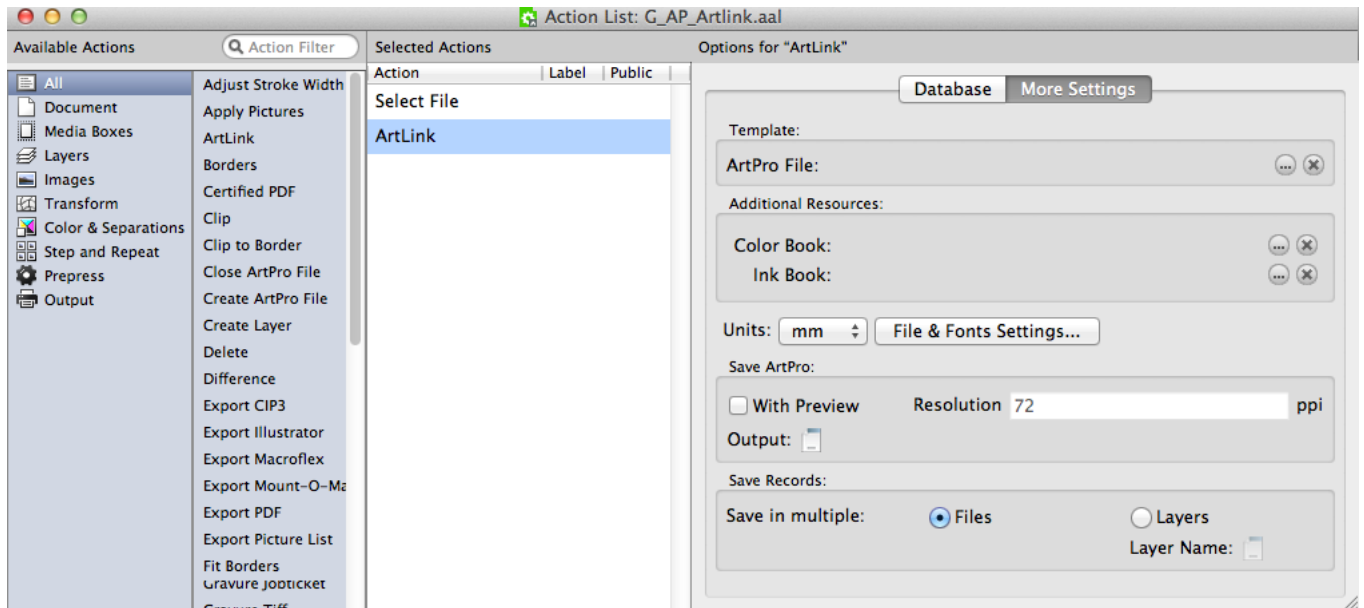 Action List: G_AP_Artlink.aal
Available Actions
Action Filter
Selected Actions
Options for "ArtLink"
All
Document
Media Boxes
Layers
Images
Transform
Color & Separations
Step and Repeat
Prepress
Output
Adjust Stroke Width
Apply Pictures
ArtLink
Borders
Certified PDF
Clip
Clip to Border
Close ArtPro File
Create ArtPro File
Create Layer
Delete
Difference
Export CIP3
Export Illustrator
Export Macroflex
Export Mount-O-Ma
Export PDF
Export Picture List
Fit Borders
Gravure Jobticket
Gravure Tiff
Action Label Public
Select File
ArtLink
Database More Settings
Template:
ArtPro File:
Additional Resources:
Color Book:
Ink Book:
Units: mm File & Fonts Settings...
Save ArtPro:
With Preview Resolution 72 ppi
Output:
Save Records:
Save in multiple: Files Layers
Layer Name: